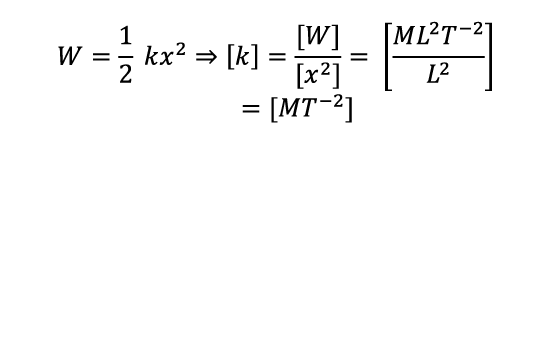 W = 1/2 kx² ⇒ [k] = [W]/[x²] = [ML²T⁻²/L²]
= [MT⁻²]